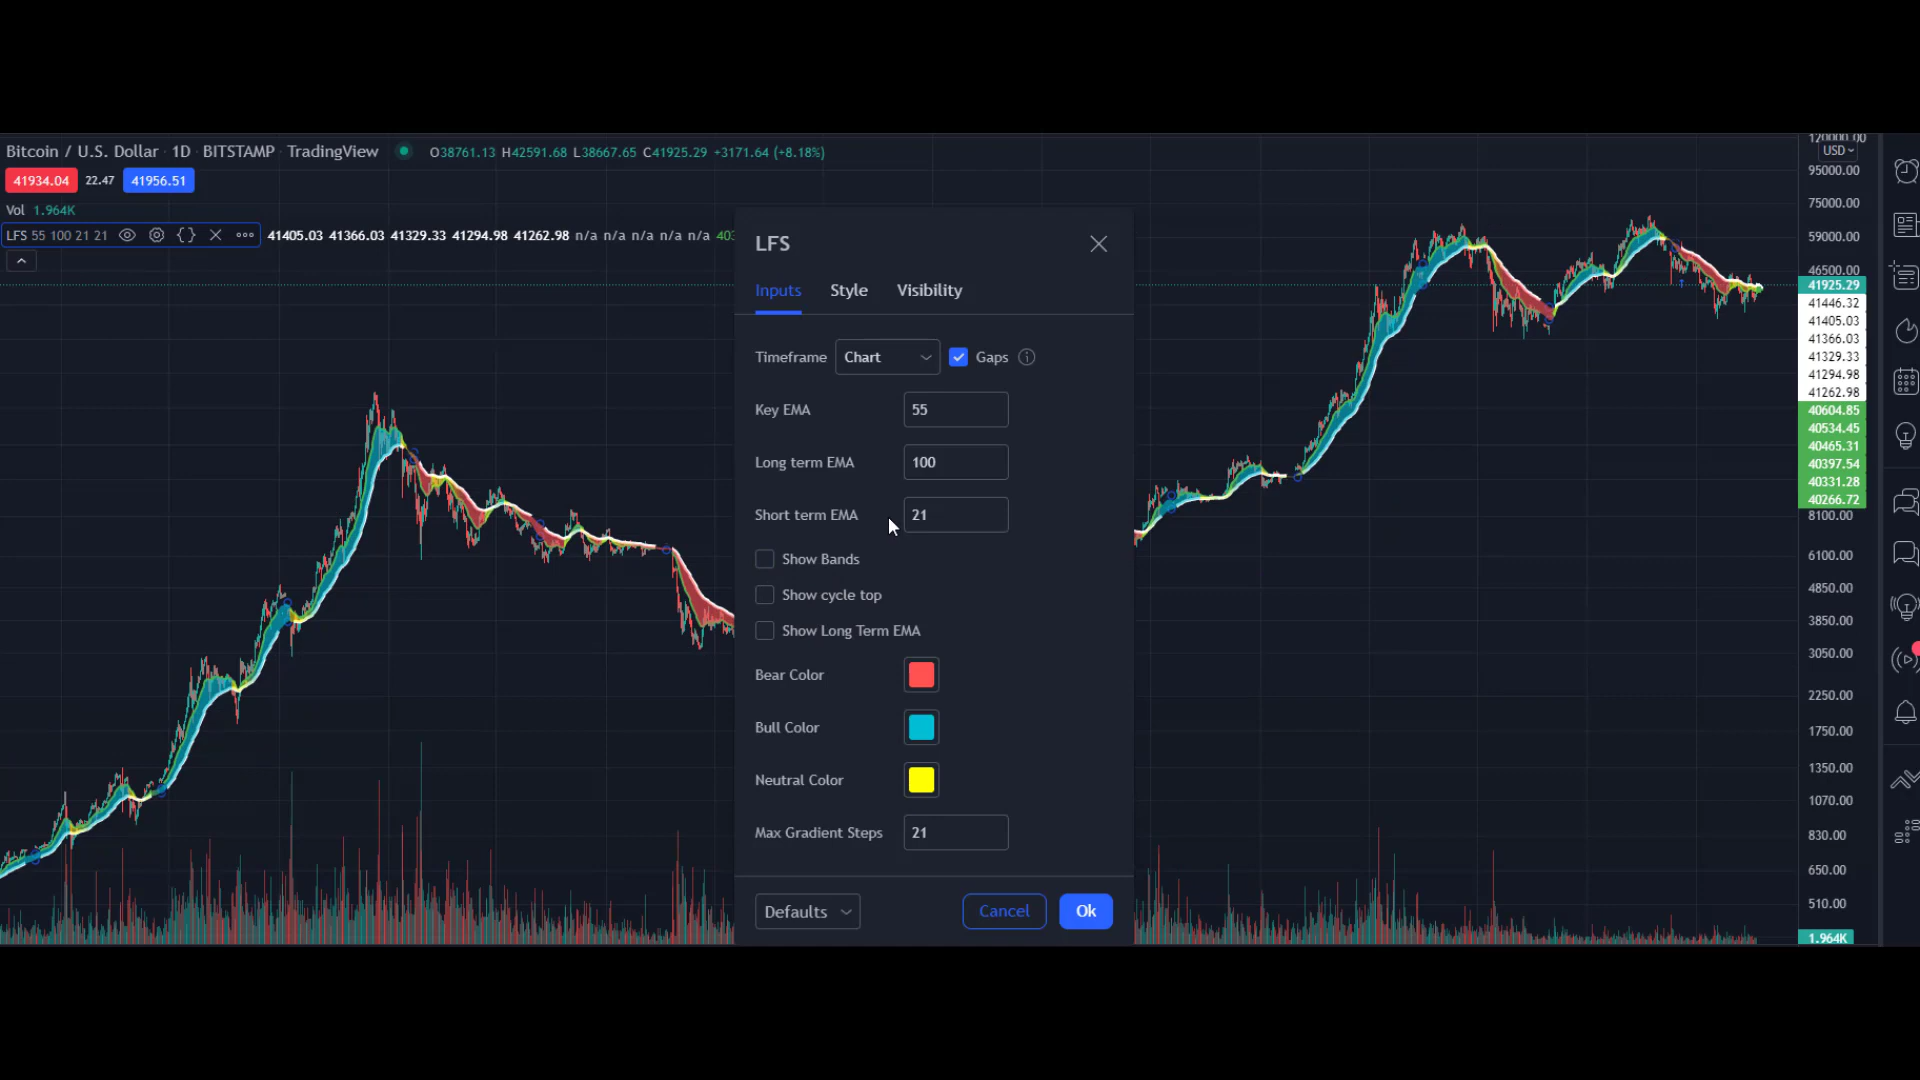 Bitcoin / U.S. Dollar 1D BITSTAMP TradingView O38761.13 H42591.68 L38667.65 C41925.29 +3171.64 (+8.18%)
41934.04 22.47 41956.51
Vol 1.964K
LFS 55 100 21 21 41405.03 41366.03 41329.33 41294.98 41262.98 n/a n/a n/a n/a n/a
LFS
Inputs Style Visibility
Timeframe Chart Gaps
Key EMA 55
Long term EMA 100
Short term EMA 21
Show Bands
Show cycle top
Show Long Term EMA
Bear Color
Bull Color
Neutral Color
Max Gradient Steps 21
Defaults Cancel Ok
120000.00
USD
95000.00
75000.00
59000.00
46500.00
41925.29
41446.32
41405.03
41366.03
41329.33
41294.98
41262.98
40604.85
40534.45
40465.31
40397.54
40331.28
40266.72
8100.00
6100.00
4850.00
3850.00
3050.00
2250.00
1750.00
1350.00
1070.00
830.00
650.00
510.00
1.964K